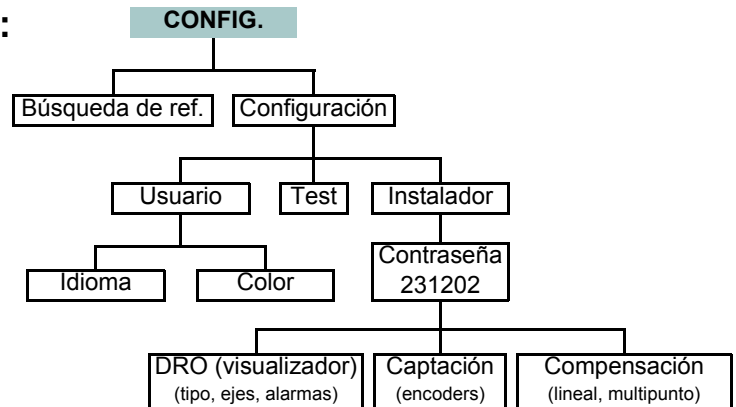 :
CONFIG.
Búsqueda de ref.
Configuración
Usuario
Test
Instalador
Idioma
Color
Contraseña
231202
DRO (visualizador)
(tipo, ejes, alarmas)
Captación
(encoders)
Compensación
(lineal, multipunto)